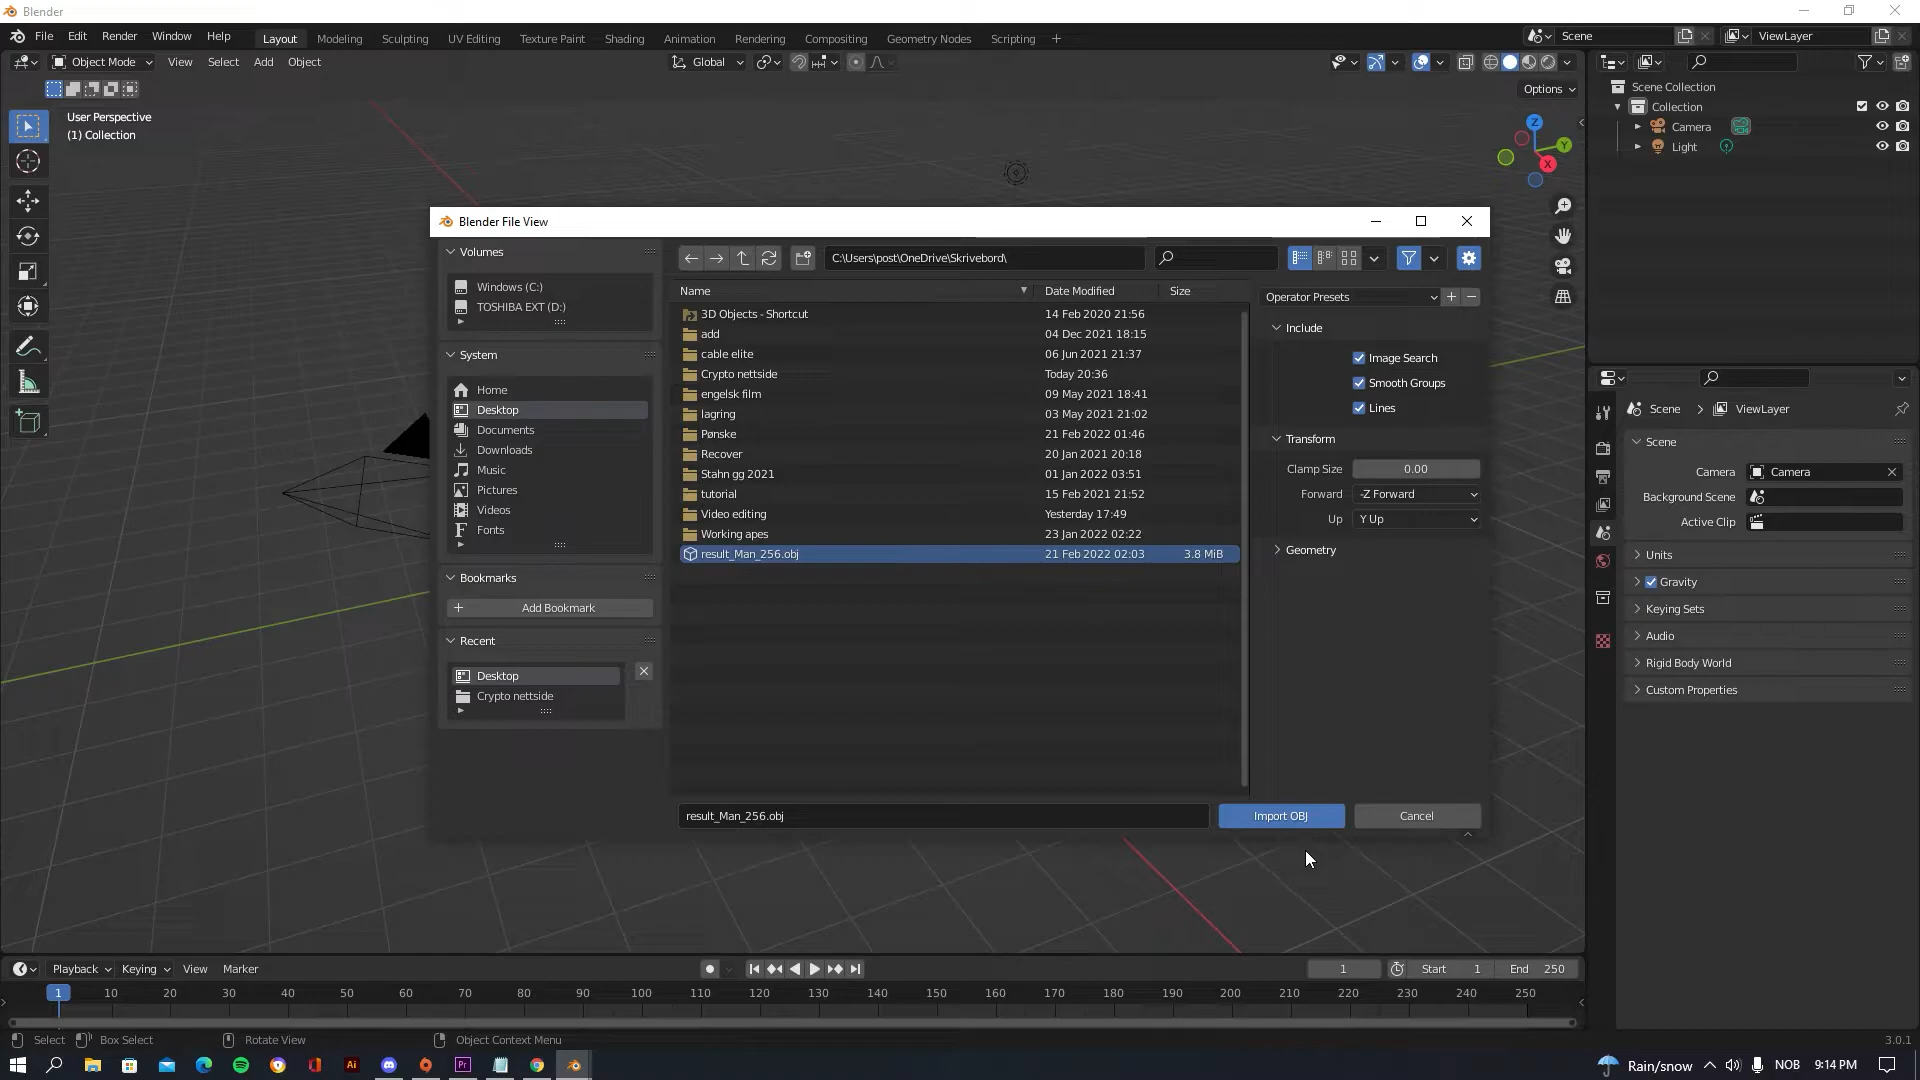 Blender
File Edit Render Window Help Layout Modeling Sculpting UV Editing Texture Paint Shading Animation Rendering Compositing Geometry Nodes Scripting + Scene ViewLayer
Object Mode View Select Add Object Global
Options
User Perspective
(1) Collection
Z
Y
X
Scene Collection
Collection
Camera
Light
Blender File View
Volumes
Windows (C:)
TOSHIBA EXT (D:)
System
Home
Desktop
Documents
Downloads
Music
Pictures
Videos
Fonts
Bookmarks
Add Bookmark
Recent
Desktop
Crypto nettside
C:\Users\post\OneDrive\Skrivebord\
Name Date Modified Size
3D Objects - Shortcut 14 Feb 2020 21:56
add 04 Dec 2021 18:15
cable elite 06 Jun 2021 21:37
Crypto nettside Today 20:36
engelsk film 09 May 2021 18:41
lagring 03 May 2021 21:02
Pønske 21 Feb 2022 01:46
Recover 20 Jan 2021 20:18
Stahn gg 2021 01 Jan 2022 03:51
tutorial 15 Feb 2021 21:52
Video editing Yesterday 17:49
Working apes 23 Jan 2022 02:22
result_Man_256.obj 21 Feb 2022 02:03 3.8 MiB
Operator Presets
Include
Image Search
Smooth Groups
Lines
Transform
Clamp Size 0.00
Forward -Z Forward
Up Y Up
Geometry
result_Man_256.obj Import OBJ Cancel
Scene ViewLayer
Scene
Camera Camera
Background Scene
Active Clip
Units
Gravity
Keying Sets
Audio
Rigid Body World
Custom Properties
Playback Keying View Marker 1 Start 1 End 250
1 10 20 30 40 50 60 70 80 90 100 110 120 130 140 150 160 170 180 190 200 210 220 230 240 250
Select Box Select Rotate View Object Context Menu 3.0.1
Ai Pr Rain/snow NOB 9:14 PM